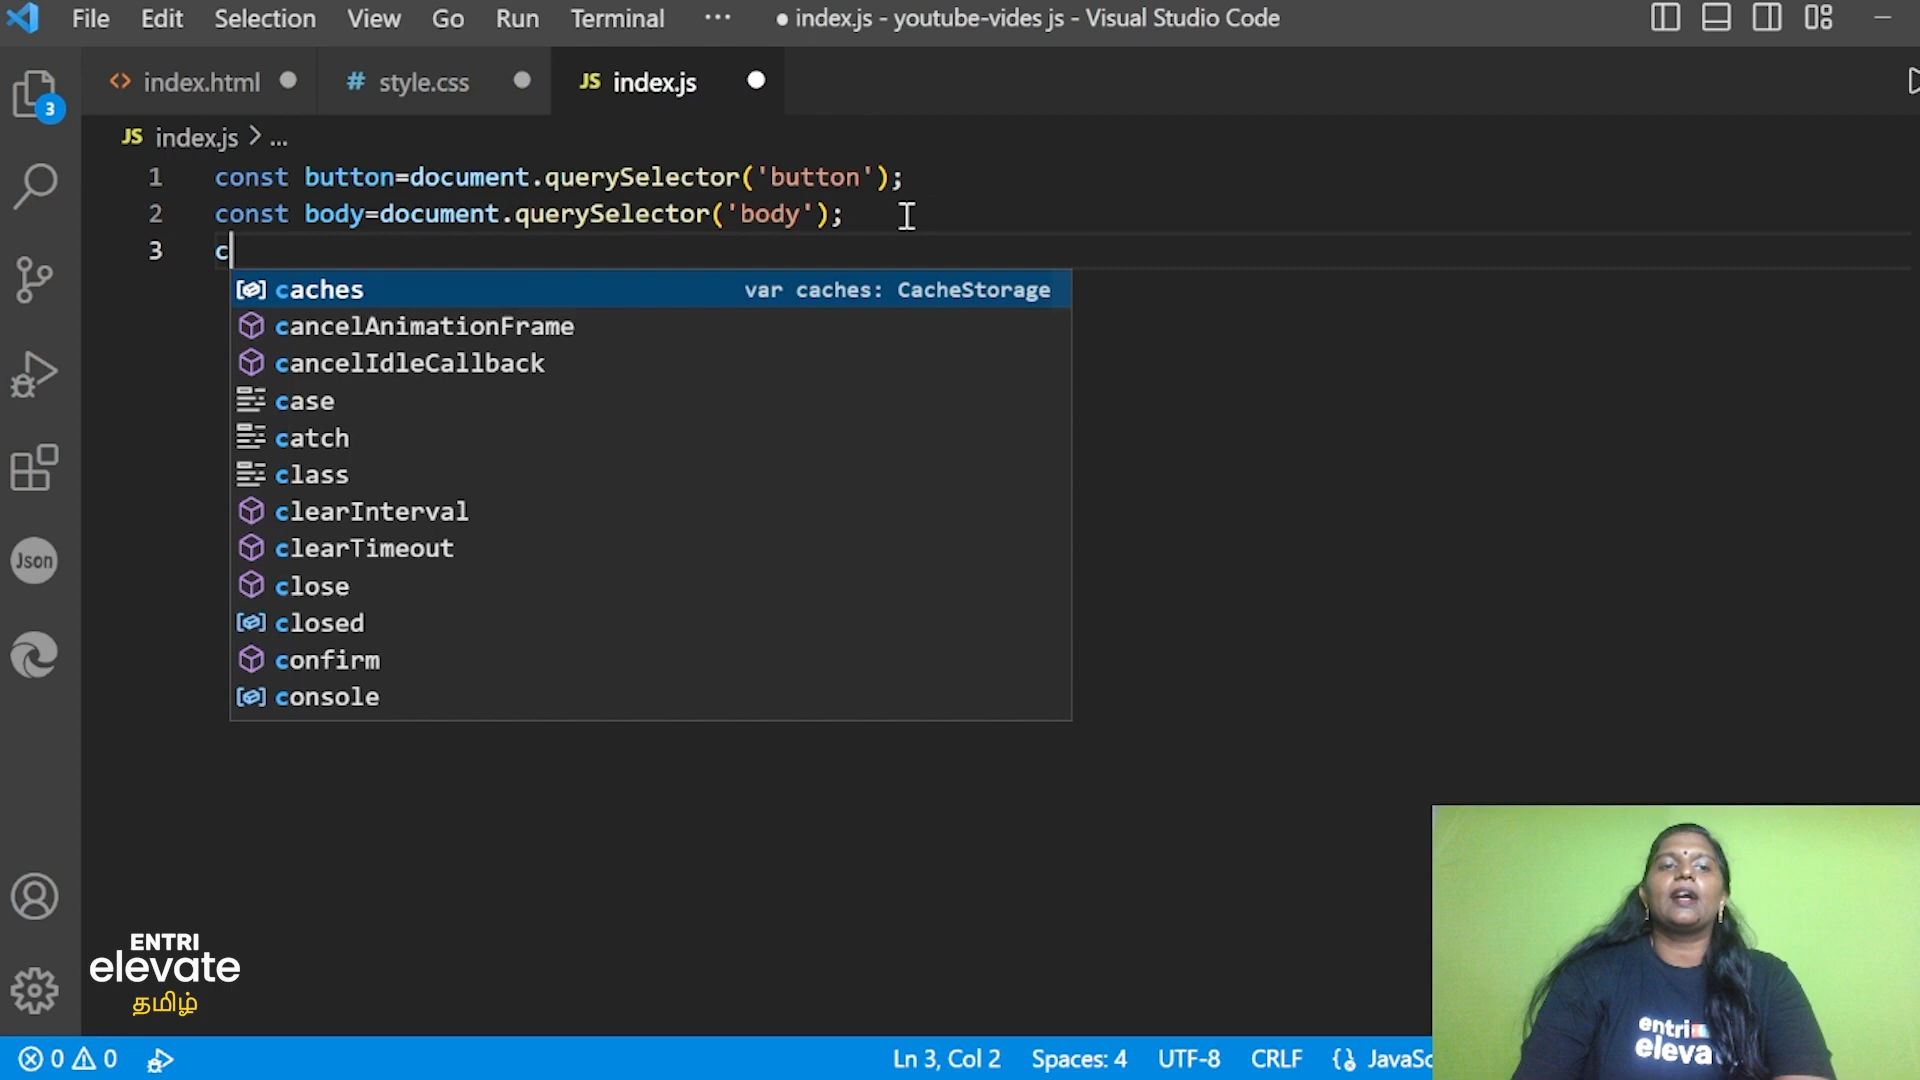 File Edit Selection View Go Run Terminal ··· ● index.js - youtube-vides js - Visual Studio Code
index.html # style.css JS index.js
3
JS index.js > ...
1 const button=document.querySelector('button');
2 const body=document.querySelector('body');
3 c
caches var caches: CacheStorage
cancelAnimationFrame
cancelIdleCallback
case
catch
class
clearInterval
clearTimeout
close
closed
confirm
console
Json
ENTRI
elevate
தமிழ்
entri
eleva
0 0 Ln 3, Col 2 Spaces: 4 UTF-8 CRLF JavaSc